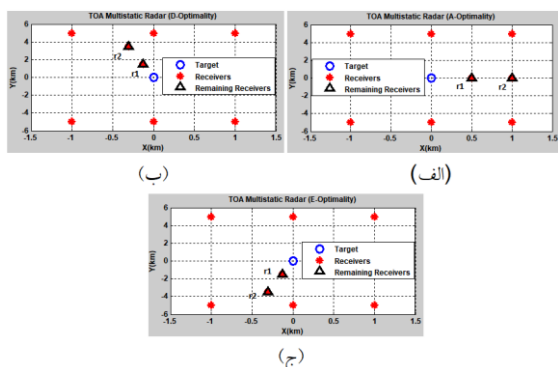 TOA Multistatic Radar (D-Optimality)
6
4
2
0
-2
-4
-6
Y(km)
r2
r1
Target
Receivers
Remaining Receivers
-1.5
-1
-0.5
0
0.5
1
1.5
X(km)
(ب)
TOA Multistatic Radar (A-Optimality)
6
4
2
0
-2
-4
-6
Y(km)
Target
Receivers
Remaining Receivers
r1
r2
-1.5
-1
-0.5
0
0.5
1
1.5
X(km)
(الف)
TOA Multistatic Radar (E-Optimality)
6
4
2
0
-2
-4
-6
Y(km)
r1
r2
Target
Receivers
Remaining Receivers
-1.5
-1
-0.5
0
0.5
1
1.5
X(km)
(ج)